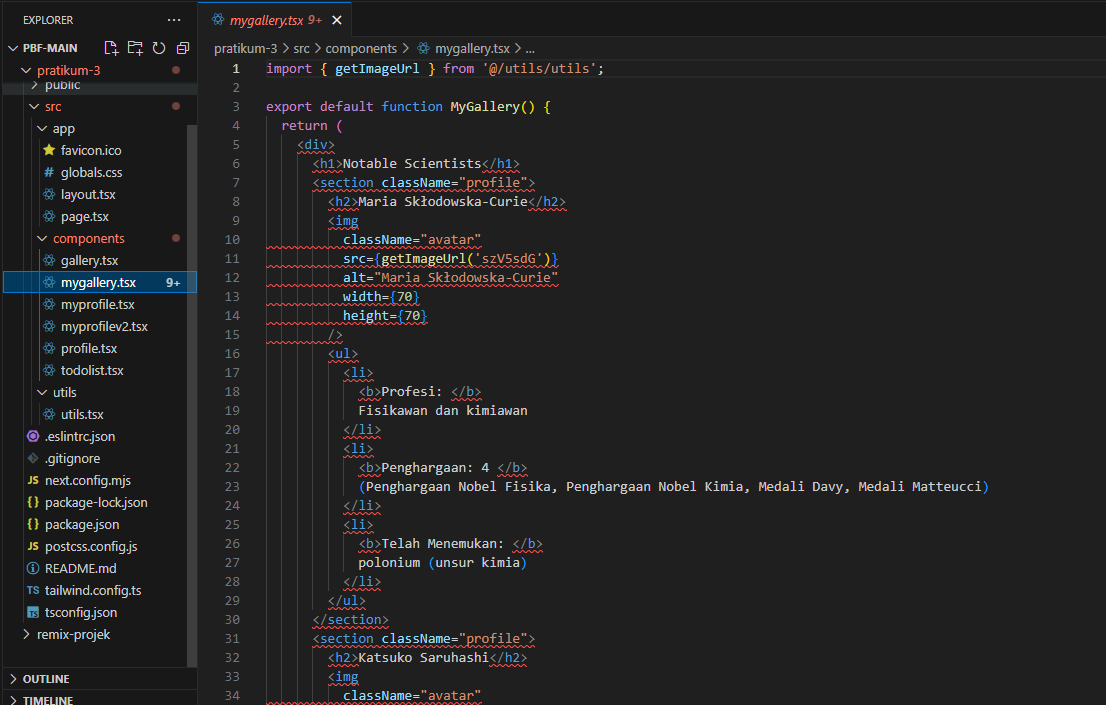 EXPLORER
PBF-MAIN
pratikum-3
public
src
app
favicon.ico
# globals.css
layout.tsx
page.tsx
components
gallery.tsx
mygallery.tsx 9+
myprofile.tsx
myprofilev2.tsx
profile.tsx
todolist.tsx
utils
utils.tsx
.eslintrc.json
.gitignore
JS next.config.mjs
{} package-lock.json
{} package.json
JS postcss.config.js
README.md
TS tailwind.config.ts
TS tsconfig.json
remix-projek
OUTLINE
TIMELINE
mygallery.tsx 9+
pratikum-3 > src > components > mygallery.tsx > ...
1 import { getImageUrl } from '@/utils/utils';
2
3 export default function MyGallery() {
4 return (
5 <div>
6 <h1>Notable Scientists</h1>
7 <section className="profile">
8 <h2>Maria Skłodowska-Curie</h2>
9 <img
10 className="avatar"
11 src={getImageUrl('szV5sdG')}
12 alt="Maria Skłodowska-Curie"
13 width={70}
14 height={70}
15 />
16 <ul>
17 <li>
18 <b>Profesi: </b>
19 Fisikawan dan kimiawan
20 </li>
21 <li>
22 <b>Penghargaan: 4 </b>
23 (Penghargaan Nobel Fisika, Penghargaan Nobel Kimia, Medali Davy, Medali Matteucci)
24 </li>
25 <li>
26 <b>Telah Menemukan: </b>
27 polonium (unsur kimia)
28 </li>
29 </ul>
30 </section>
31 <section className="profile">
32 <h2>Katsuko Saruhashi</h2>
33 <img
34 className="avatar"